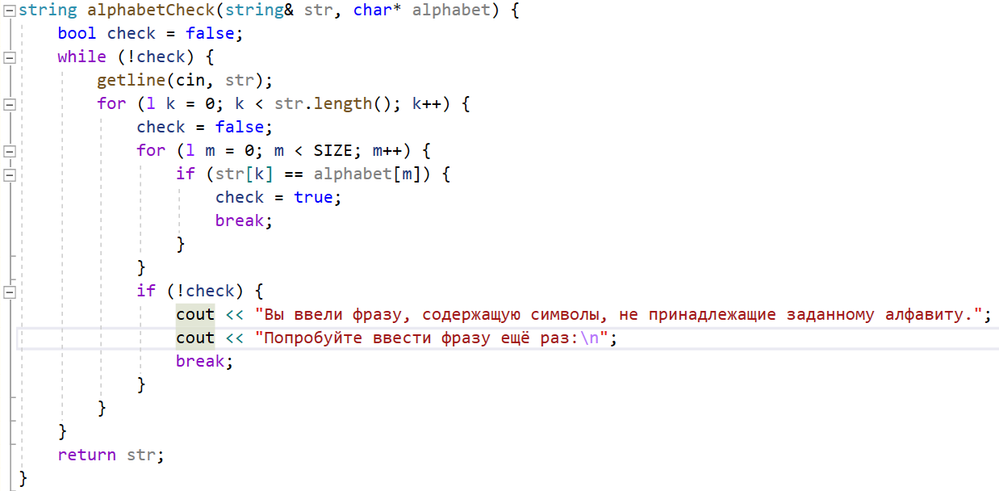 string alphabetCheck(string& str, char* alphabet) {
bool check = false;
while (!check) {
getline(cin, str);
for (l k = 0; k < str.length(); k++) {
check = false;
for (l m = 0; m < SIZE; m++) {
if (str[k] == alphabet[m]) {
check = true;
break;
}
}
if (!check) {
cout << "Вы ввели фразу, содержащую символы, не принадлежащие заданному алфавиту.";
cout << "Попробуйте ввести фразу ещё раз:\n";
break;
}
}
}
return str;
}